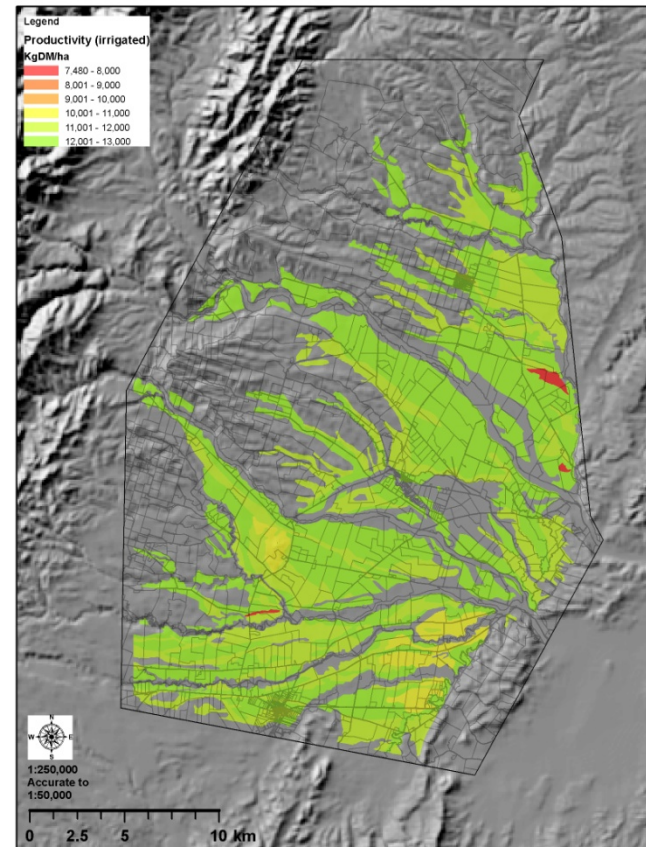 Legend
Productivity (irrigated)
KgDM/ha
7,480 - 8,000
8,001 - 9,000
9,001 - 10,000
10,001 - 11,000
11,001 - 12,000
12,001 - 13,000
N
W E
S
1:250,000
Accurate to
1:50,000
0 2.5 5 10 km